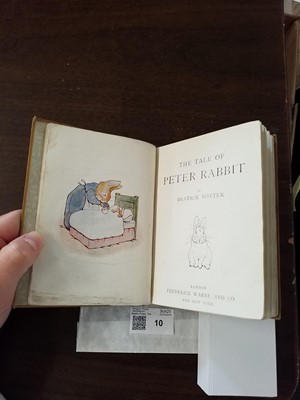 THE TALE OF
PETER RABBIT
BY
BEATRIX POTTER
LONDON
FREDERICK WARNE AND CO.
AND NEW YORK
10